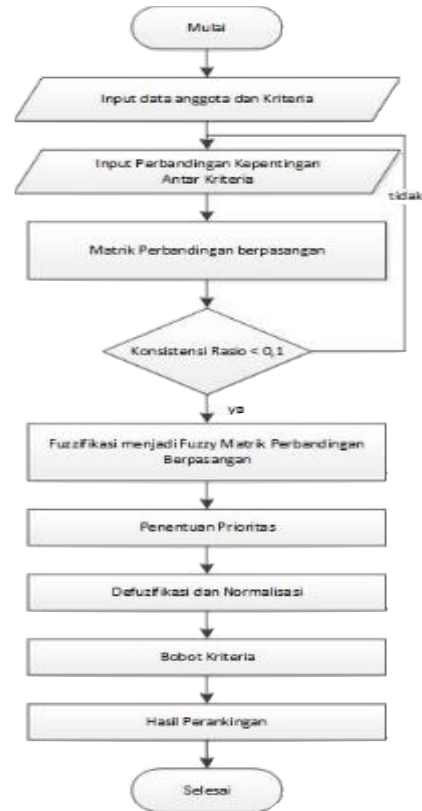 Mulai
Input data anggota dan Kriteria
Input Perbandingan Kepentingan
Antar Kriteria
tidak
Matrik Perbandingan berpasangan
Konsistensi Rasio < 0,1
ya
Fuzzifikasi menjadi Fuzzy Matrik Perbandingan
Berpasangan
Penentuan Prioritas
Defuzifikasi dan Normalisasi
Bobot Kriteria
Hasil Perankingan
Selesai